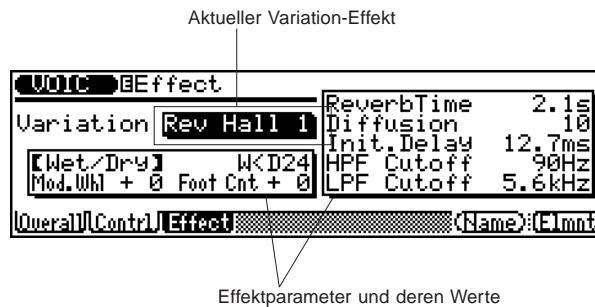 Aktueller Variation-Effekt
VOIC E Effect
Variation Rev Hall 1
ReverbTime 2.1s
Diffusion 10
Init.Delay 12.7ms
HPF Cutoff 90Hz
LPF Cutoff 5.6kHz
[Wet/Dry] W<D24
Mod.Whl + 0 Foot Cnt + 0
Overall Contrl Effect (Name):(Elmnt
Effektparameter und deren Werte